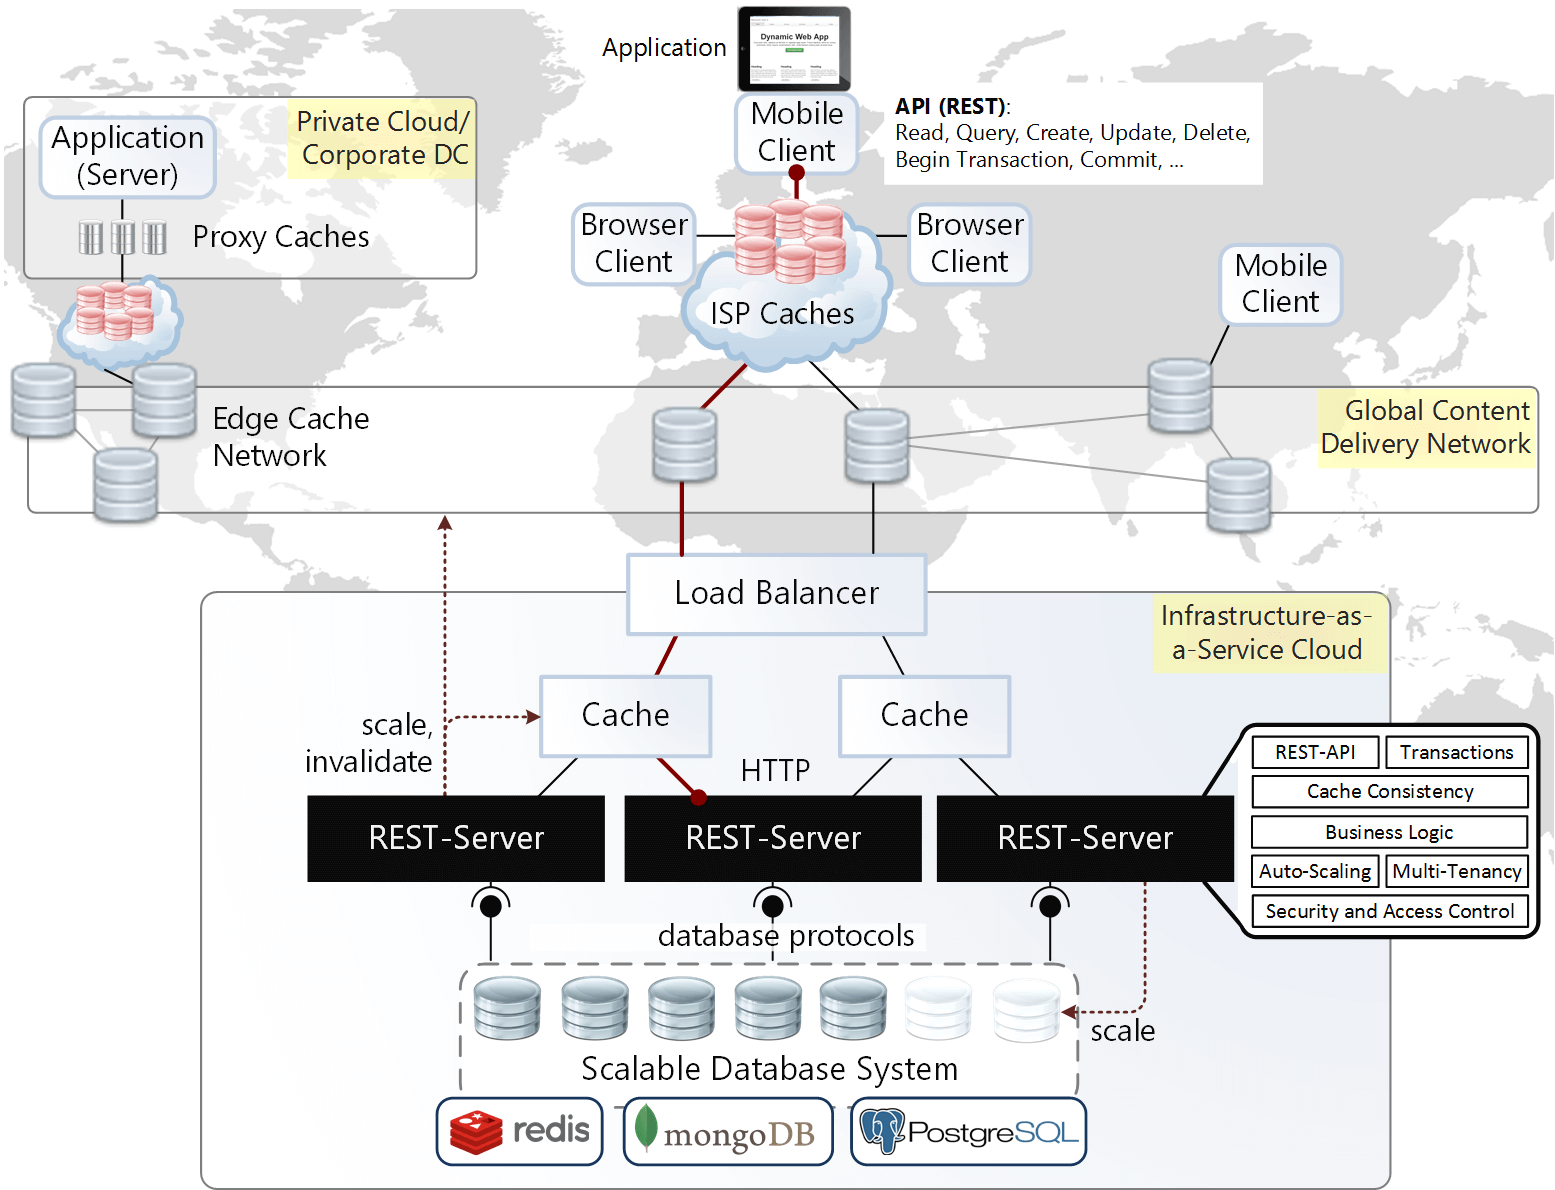 Application
Dynamic Web App
Mobile
Client
API (REST):
Read, Query, Create, Update, Delete,
Begin Transaction, Commit, ...
Private Cloud/
Corporate DC
Application
(Server)
Proxy Caches
Browser
Client
Browser
Client
ISP Caches
Mobile
Client
Edge Cache
Network
Global Content
Delivery Network
Load Balancer
Infrastructure-as-
a-Service Cloud
Cache
Cache
scale,
invalidate
HTTP
REST-Server
REST-Server
REST-Server
REST-API
Transactions
Cache Consistency
Business Logic
Auto-Scaling
Multi-Tenancy
Security and Access Control
database protocols
scale
Scalable Database System
redis
mongoDB
PostgreSQL